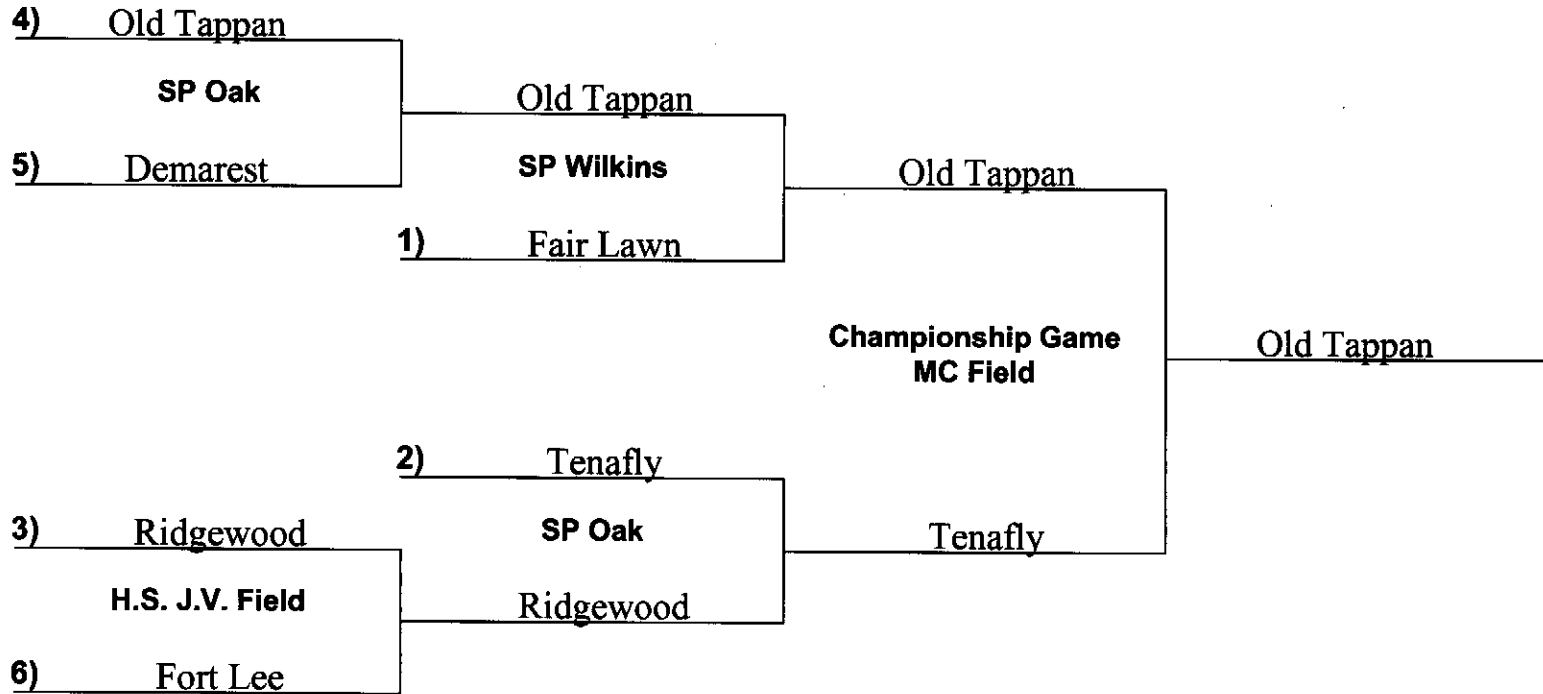 4) Old Tappan
SP Oak
Old Tappan
5) Demarest
SP Wilkins
Old Tappan
1) Fair Lawn
Championship Game
MC Field
Old Tappan
2) Tenafly
3) Ridgewood
SP Oak
Tenafly
H.S. J.V. Field
Ridgewood
6) Fort Lee